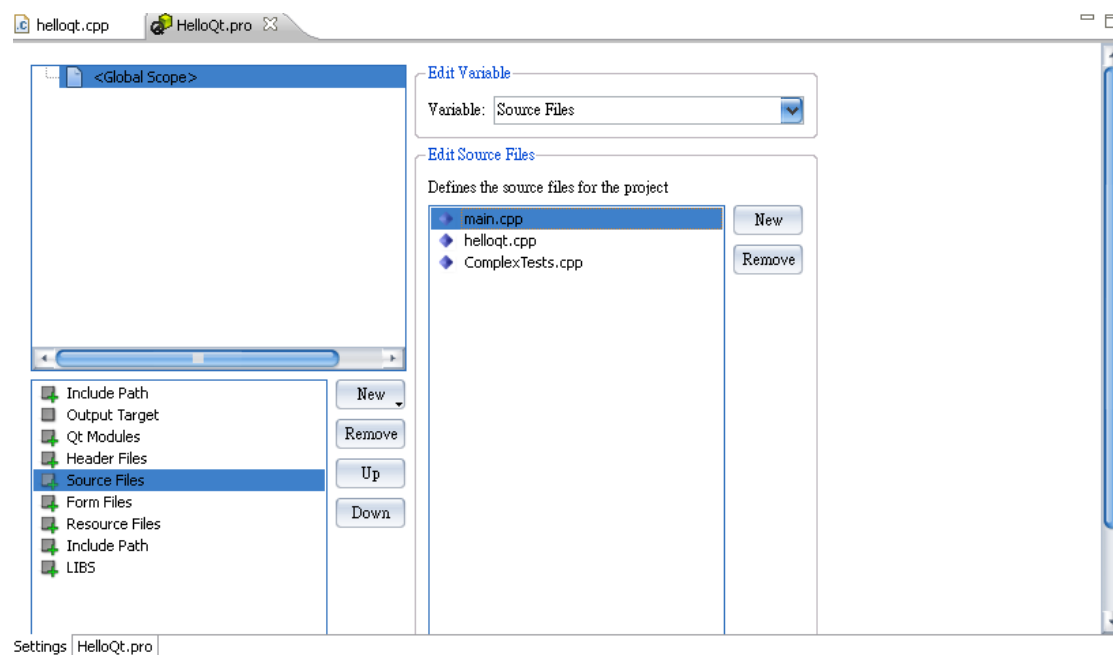 helloqt.cpp HelloQt.pro
<Global Scope>
Edit Variable
Variable: Source Files
Edit Source Files
Defines the source files for the project
main.cpp
helloqt.cpp
ComplexTests.cpp
New
Remove
Include Path
Output Target
Qt Modules
Header Files
Source Files
Form Files
Resource Files
Include Path
LIBS
New
Remove
Up
Down
Settings HelloQt.pro